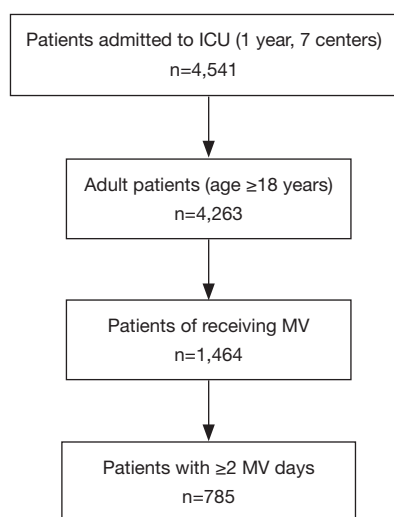 Patients admitted to ICU (1 year, 7 centers)
n=4,541
Adult patients (age ≥18 years)
n=4,263
Patients of receiving MV
n=1,464
Patients with ≥2 MV days
n=785